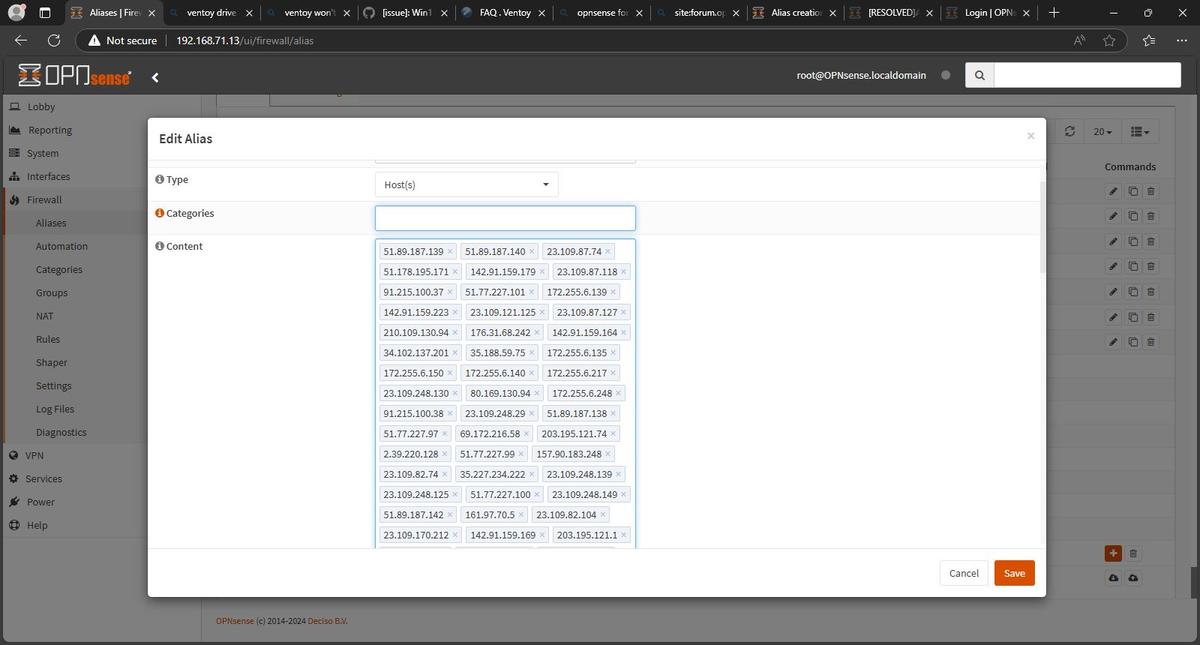 Aliases | Firew
ventoy drive
ventoy won't
[issue]: Win1
FAQ . Ventoy
opnsense for
site:forum.op
Alias creation
[RESOLVED]
Login | OPNs
Not secure 192.168.71.13/ui/firewall/alias
OPNsense
root@OPNsense.localdomain
Lobby
Reporting
System
Interfaces
Firewall
Aliases
Automation
Categories
Groups
NAT
Rules
Shaper
Settings
Log Files
Diagnostics
VPN
Services
Power
Help
20
Commands
Edit Alias
Type
Host(s)
Categories
Content
51.89.187.139 × 51.89.187.140 × 23.109.87.74 ×
51.178.195.171 × 142.91.159.179 × 23.109.87.118 ×
91.215.100.37 × 51.77.227.101 × 172.255.6.139 ×
142.91.159.223 × 23.109.121.125 × 23.109.87.127 ×
210.109.130.94 × 176.31.68.242 × 142.91.159.164 ×
34.102.137.201 × 35.188.59.75 × 172.255.6.135 ×
172.255.6.150 × 172.255.6.140 × 172.255.6.217 ×
23.109.248.130 × 80.169.130.94 × 172.255.6.248 ×
91.215.100.38 × 23.109.248.29 × 51.89.187.138 ×
51.77.227.97 × 69.172.216.58 × 203.195.121.74 ×
2.39.220.128 × 51.77.227.99 × 157.90.183.248 ×
23.109.82.74 × 35.227.234.222 × 23.109.248.139 ×
23.109.248.125 × 51.77.227.100 × 23.109.248.149 ×
51.89.187.142 × 161.97.70.5 × 23.109.82.104 ×
23.109.170.212 × 142.91.159.169 × 203.195.121.1 ×
Cancel Save
OPNsense (c) 2014-2024 Deciso B.V.